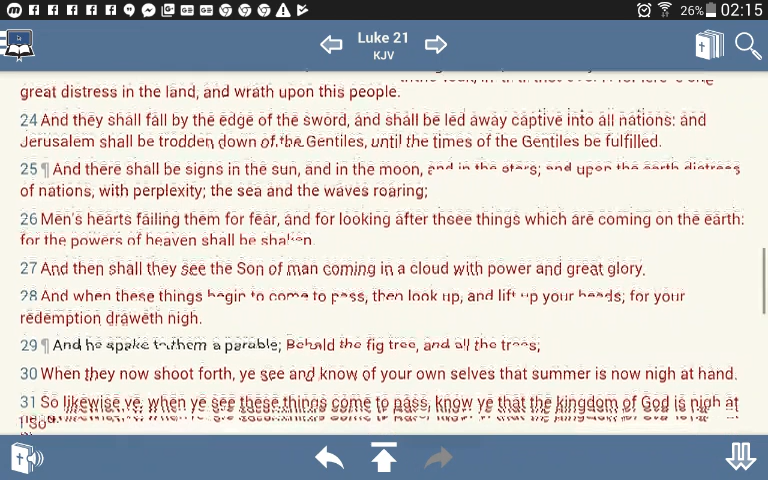 26% 02:15
Luke 21
KJV
great distress in the land, and wrath upon this people.
24 And they shall fall by the edge of the sword, and shall be led away captive into all nations: and
Jerusalem shall be trodden down of the Gentiles, until the times of the Gentiles be fulfilled.
25 ¶ And there shall be signs in the sun, and in the moon, and in the stars; and upon the earth distress
of nations, with perplexity; the sea and the waves roaring;
26 Men's hearts failing them for fear, and for looking after those things which are coming on the earth:
for the powers of heaven shall be shaken.
27 And then shall they see the Son of man coming in a cloud with power and great glory.
28 And when these things begin to come to pass, then look up, and lift up your heads; for your
redemption draweth nigh.
29 ¶ And he spake to them a parable; Behold the fig tree, and all the trees;
30 When they now shoot forth, ye see and know of your own selves that summer is now nigh at hand.
31 So likewise ye, when ye see these things come to pass, know ye that the kingdom of God is nigh at